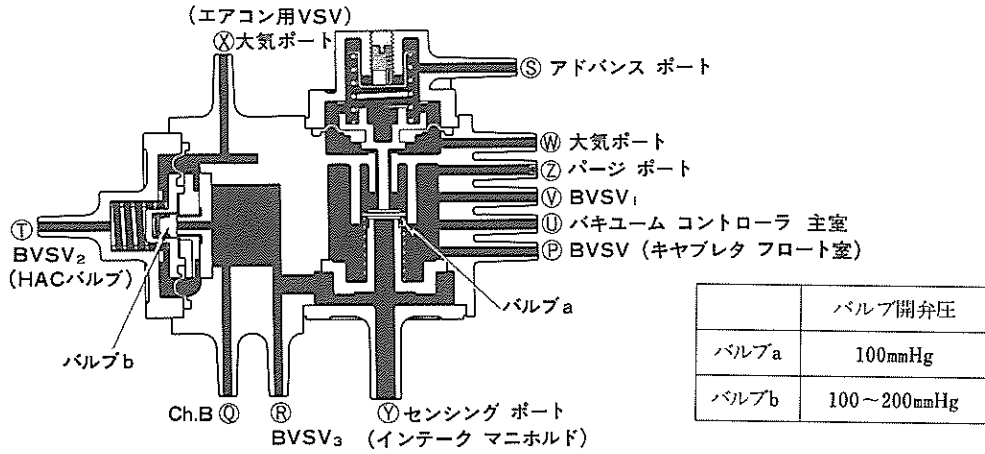 (エアコン用VSV)
Ⓧ大気ポート
Ⓢ アドバンス ポート
Ⓦ 大気ポート
Ⓩ パージ ポート
Ⓥ BVSV₁
Ⓤ バキユーム コントローラ 主室
Ⓟ BVSV (キヤブレタ フロート室)
Ⓣ
BVSV₂
(HACバルブ)
バルブa
バルブb
Ch.B Ⓠ
Ⓡ
BVSV₃
Ⓨ センシング ポート
(インテーク マニホルド)
バルブ開弁圧
バルブa 100mmHg
バルブb 100~200mmHg